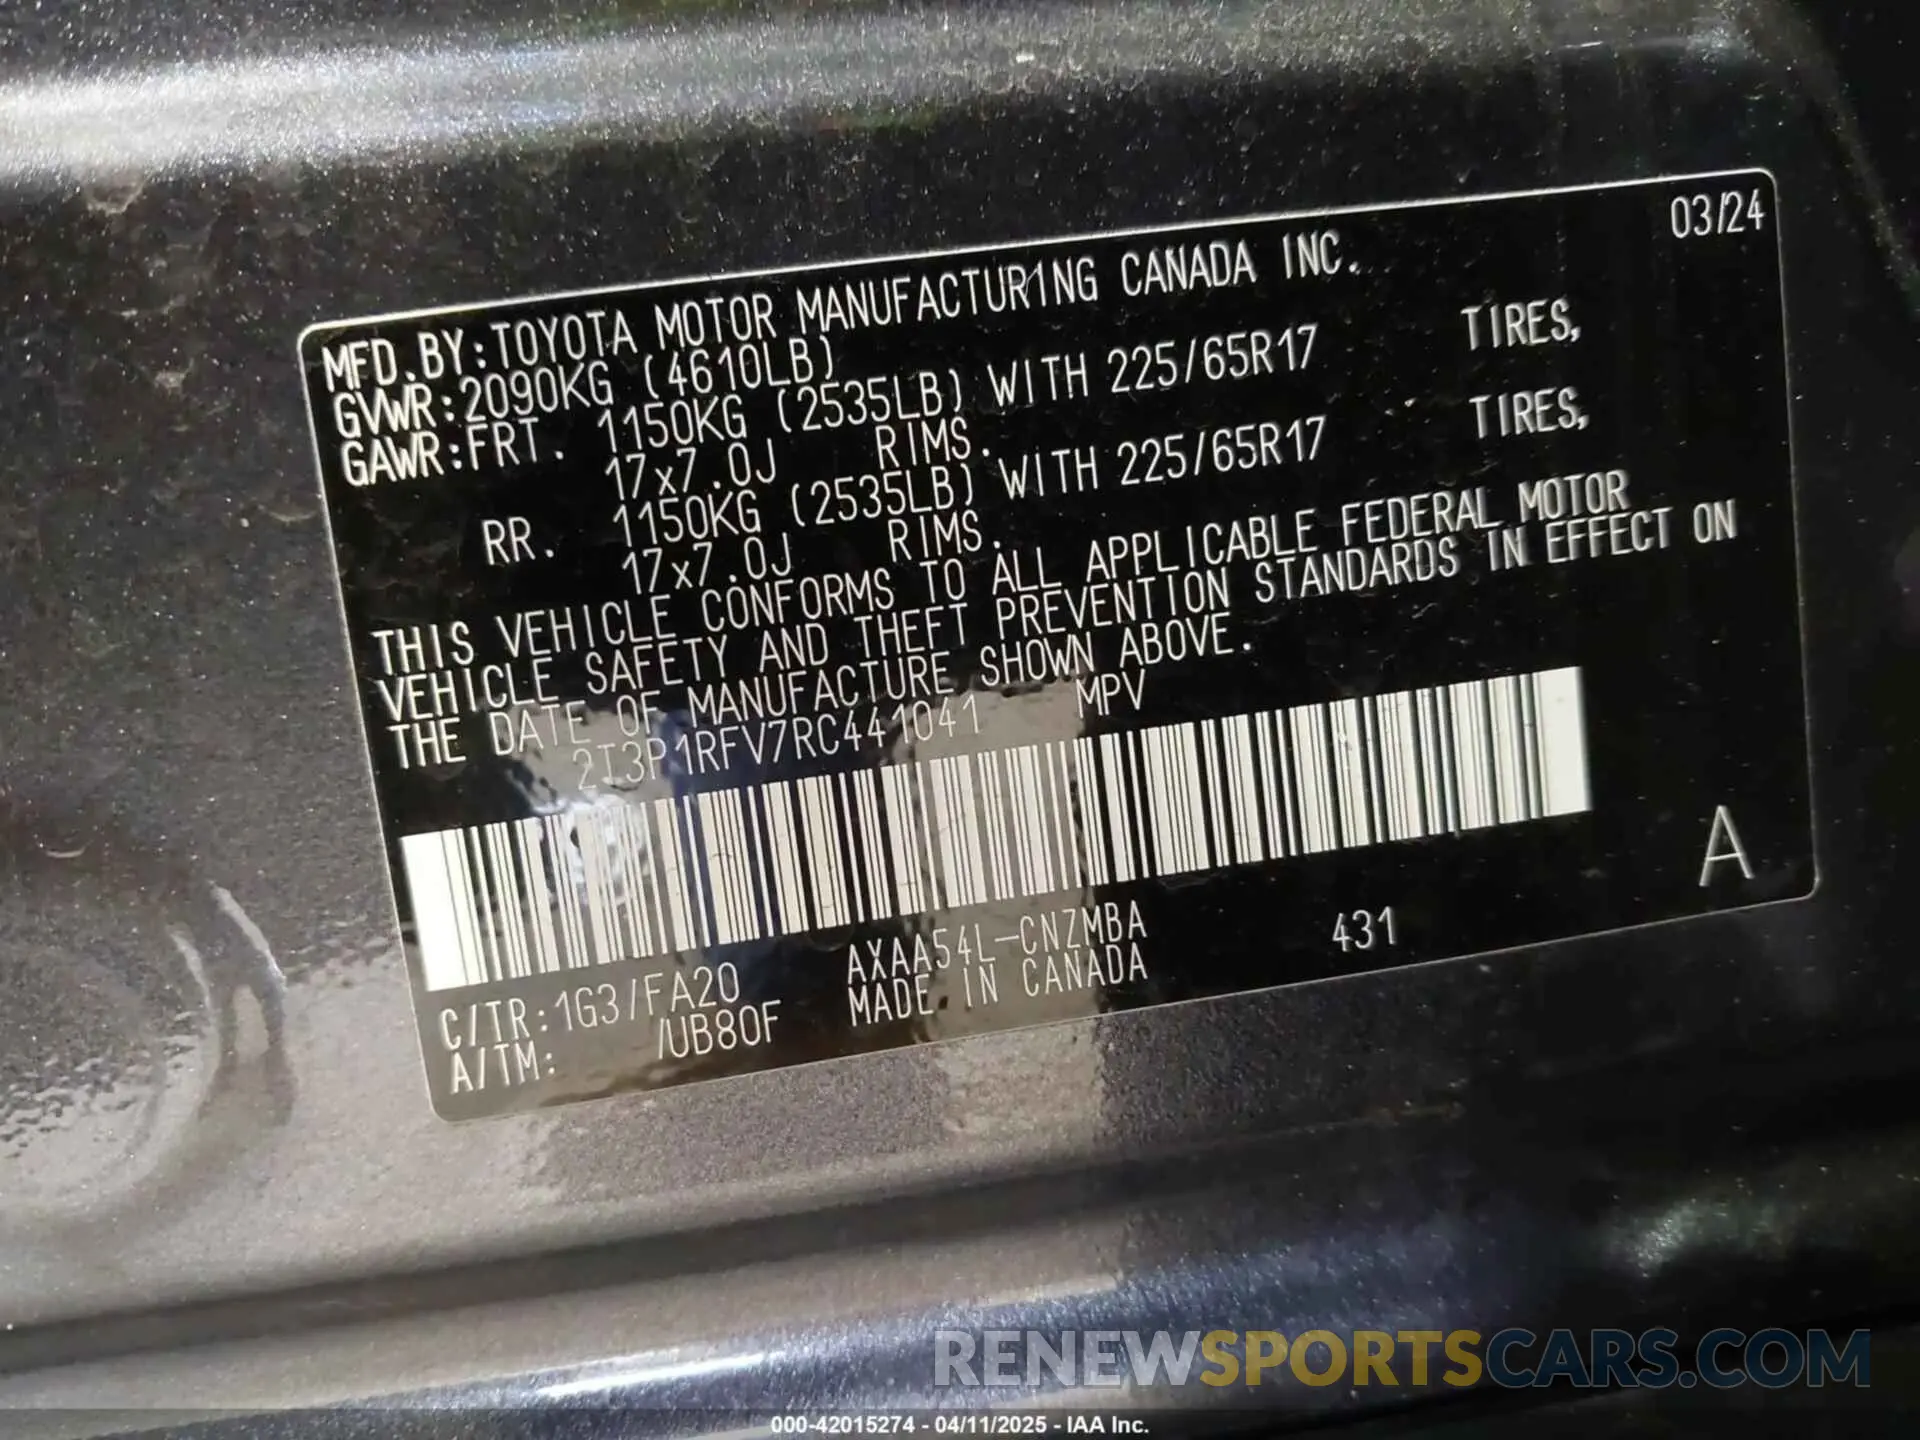 03/24
MFD.BY:TOYOTA MOTOR MANUFACTURING CANADA INC.
GVWR:2090KG (4610LB)
GAWR:FRT. 1150KG (2535LB) WITH 225/65R17 TIRES,
17x7.0J RIMS.
RR. 1150KG (2535LB) WITH 225/65R17 TIRES,
17x7.0J RIMS.
THIS VEHICLE CONFORMS TO ALL APPLICABLE FEDERAL MOTOR
VEHICLE SAFETY AND THEFT PREVENTION STANDARDS IN EFFECT ON
THE DATE OF MANUFACTURE SHOWN ABOVE.
2T3P1RFV7RC441041 MPV
A
C/TR:1G3/FA20 AXAA54L-CNZMBA 431
A/TM: /UB80F MADE IN CANADA
RENEWSPORTSCARS.COM
000-42015274 - 04/11/2025 - IAA Inc.